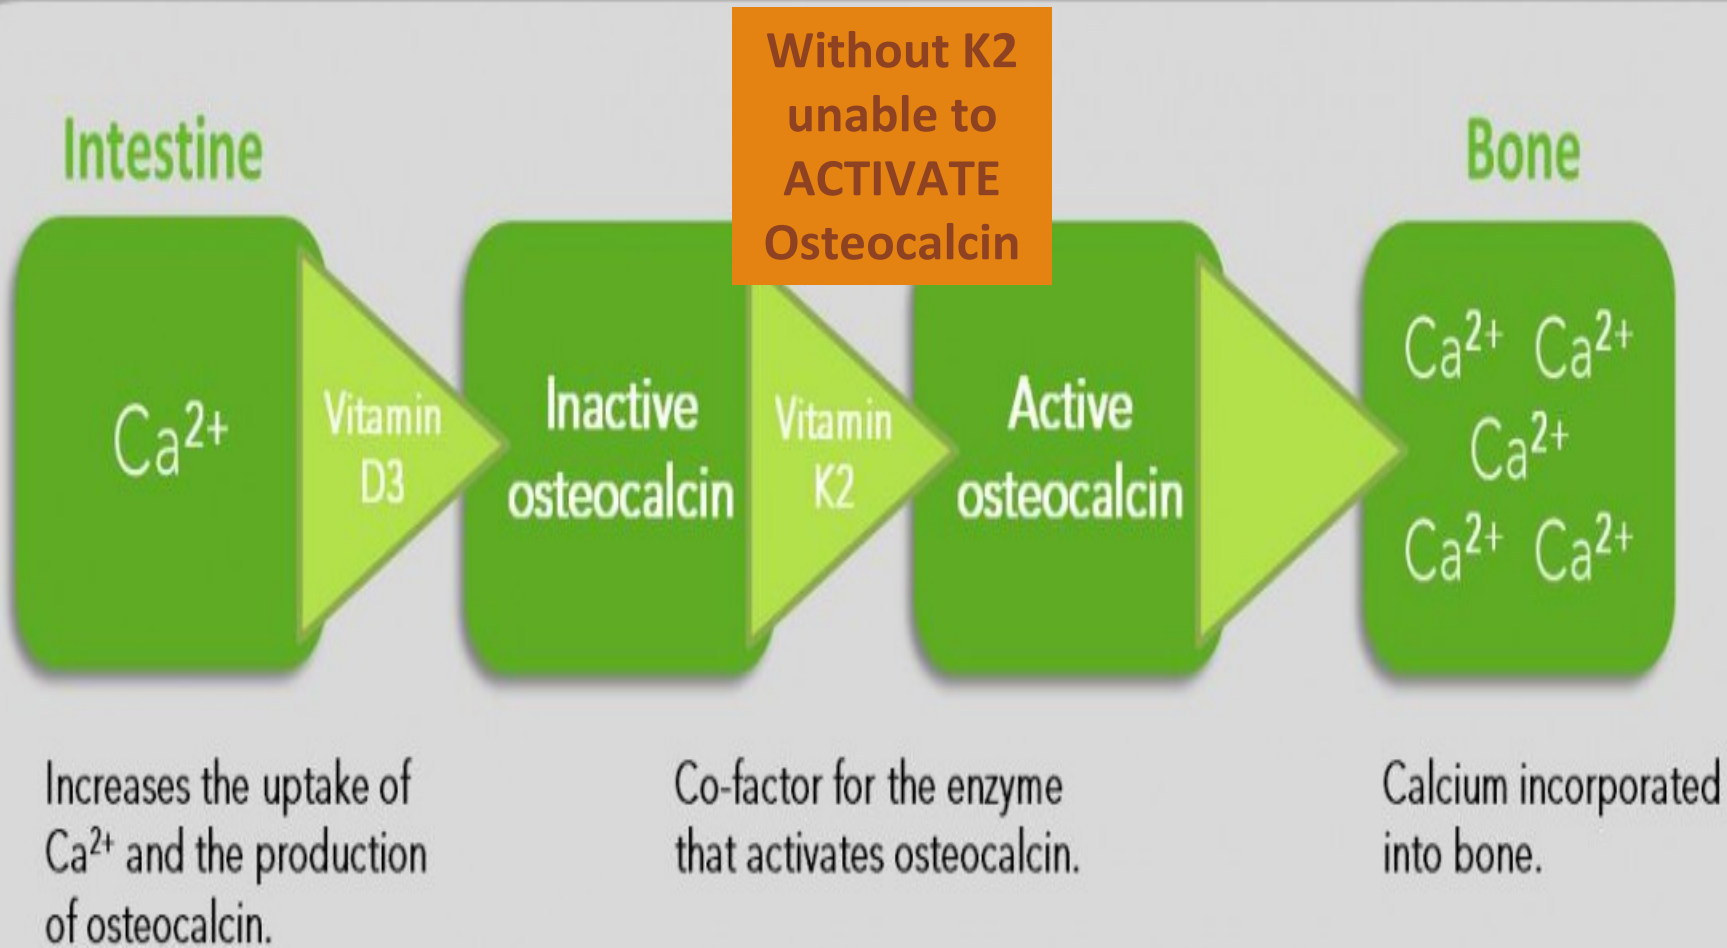 Without K2
unable to
ACTIVATE
Osteocalcin
Intestine
Bone
Ca²⁺
Vitamin
D3
Inactive
osteocalcin
Vitamin
K2
Active
osteocalcin
Ca²⁺ Ca²⁺
Ca²⁺
Ca²⁺ Ca²⁺
Increases the uptake of
Ca²⁺ and the production
of osteocalcin.
Co-factor for the enzyme
that activates osteocalcin.
Calcium incorporated
into bone.